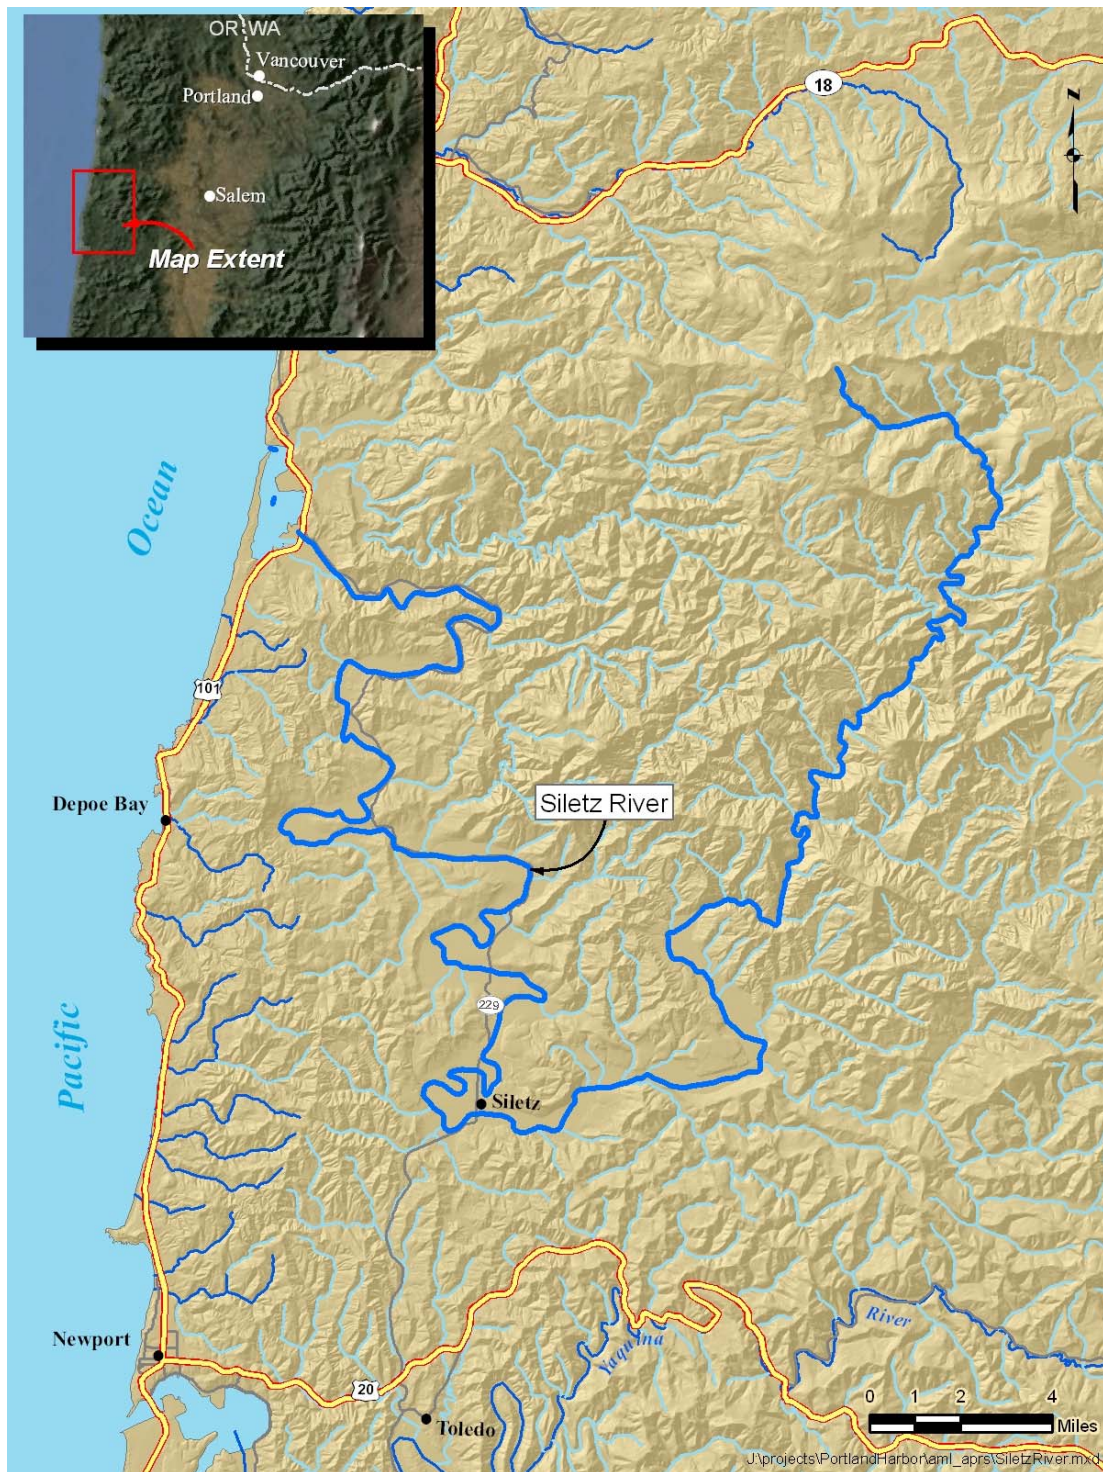 OR WA
Vancouver
Portland
Salem
Map Extent
18
N
Ocean
101
Siletz River
Depoe Bay
229
Pacific
Siletz
Newport
20
Yaquina
River
Toledo
0 1 2 4
Miles
J:\projects\PortlandHarbor\aml_aprs\SiletzRiver.mxd